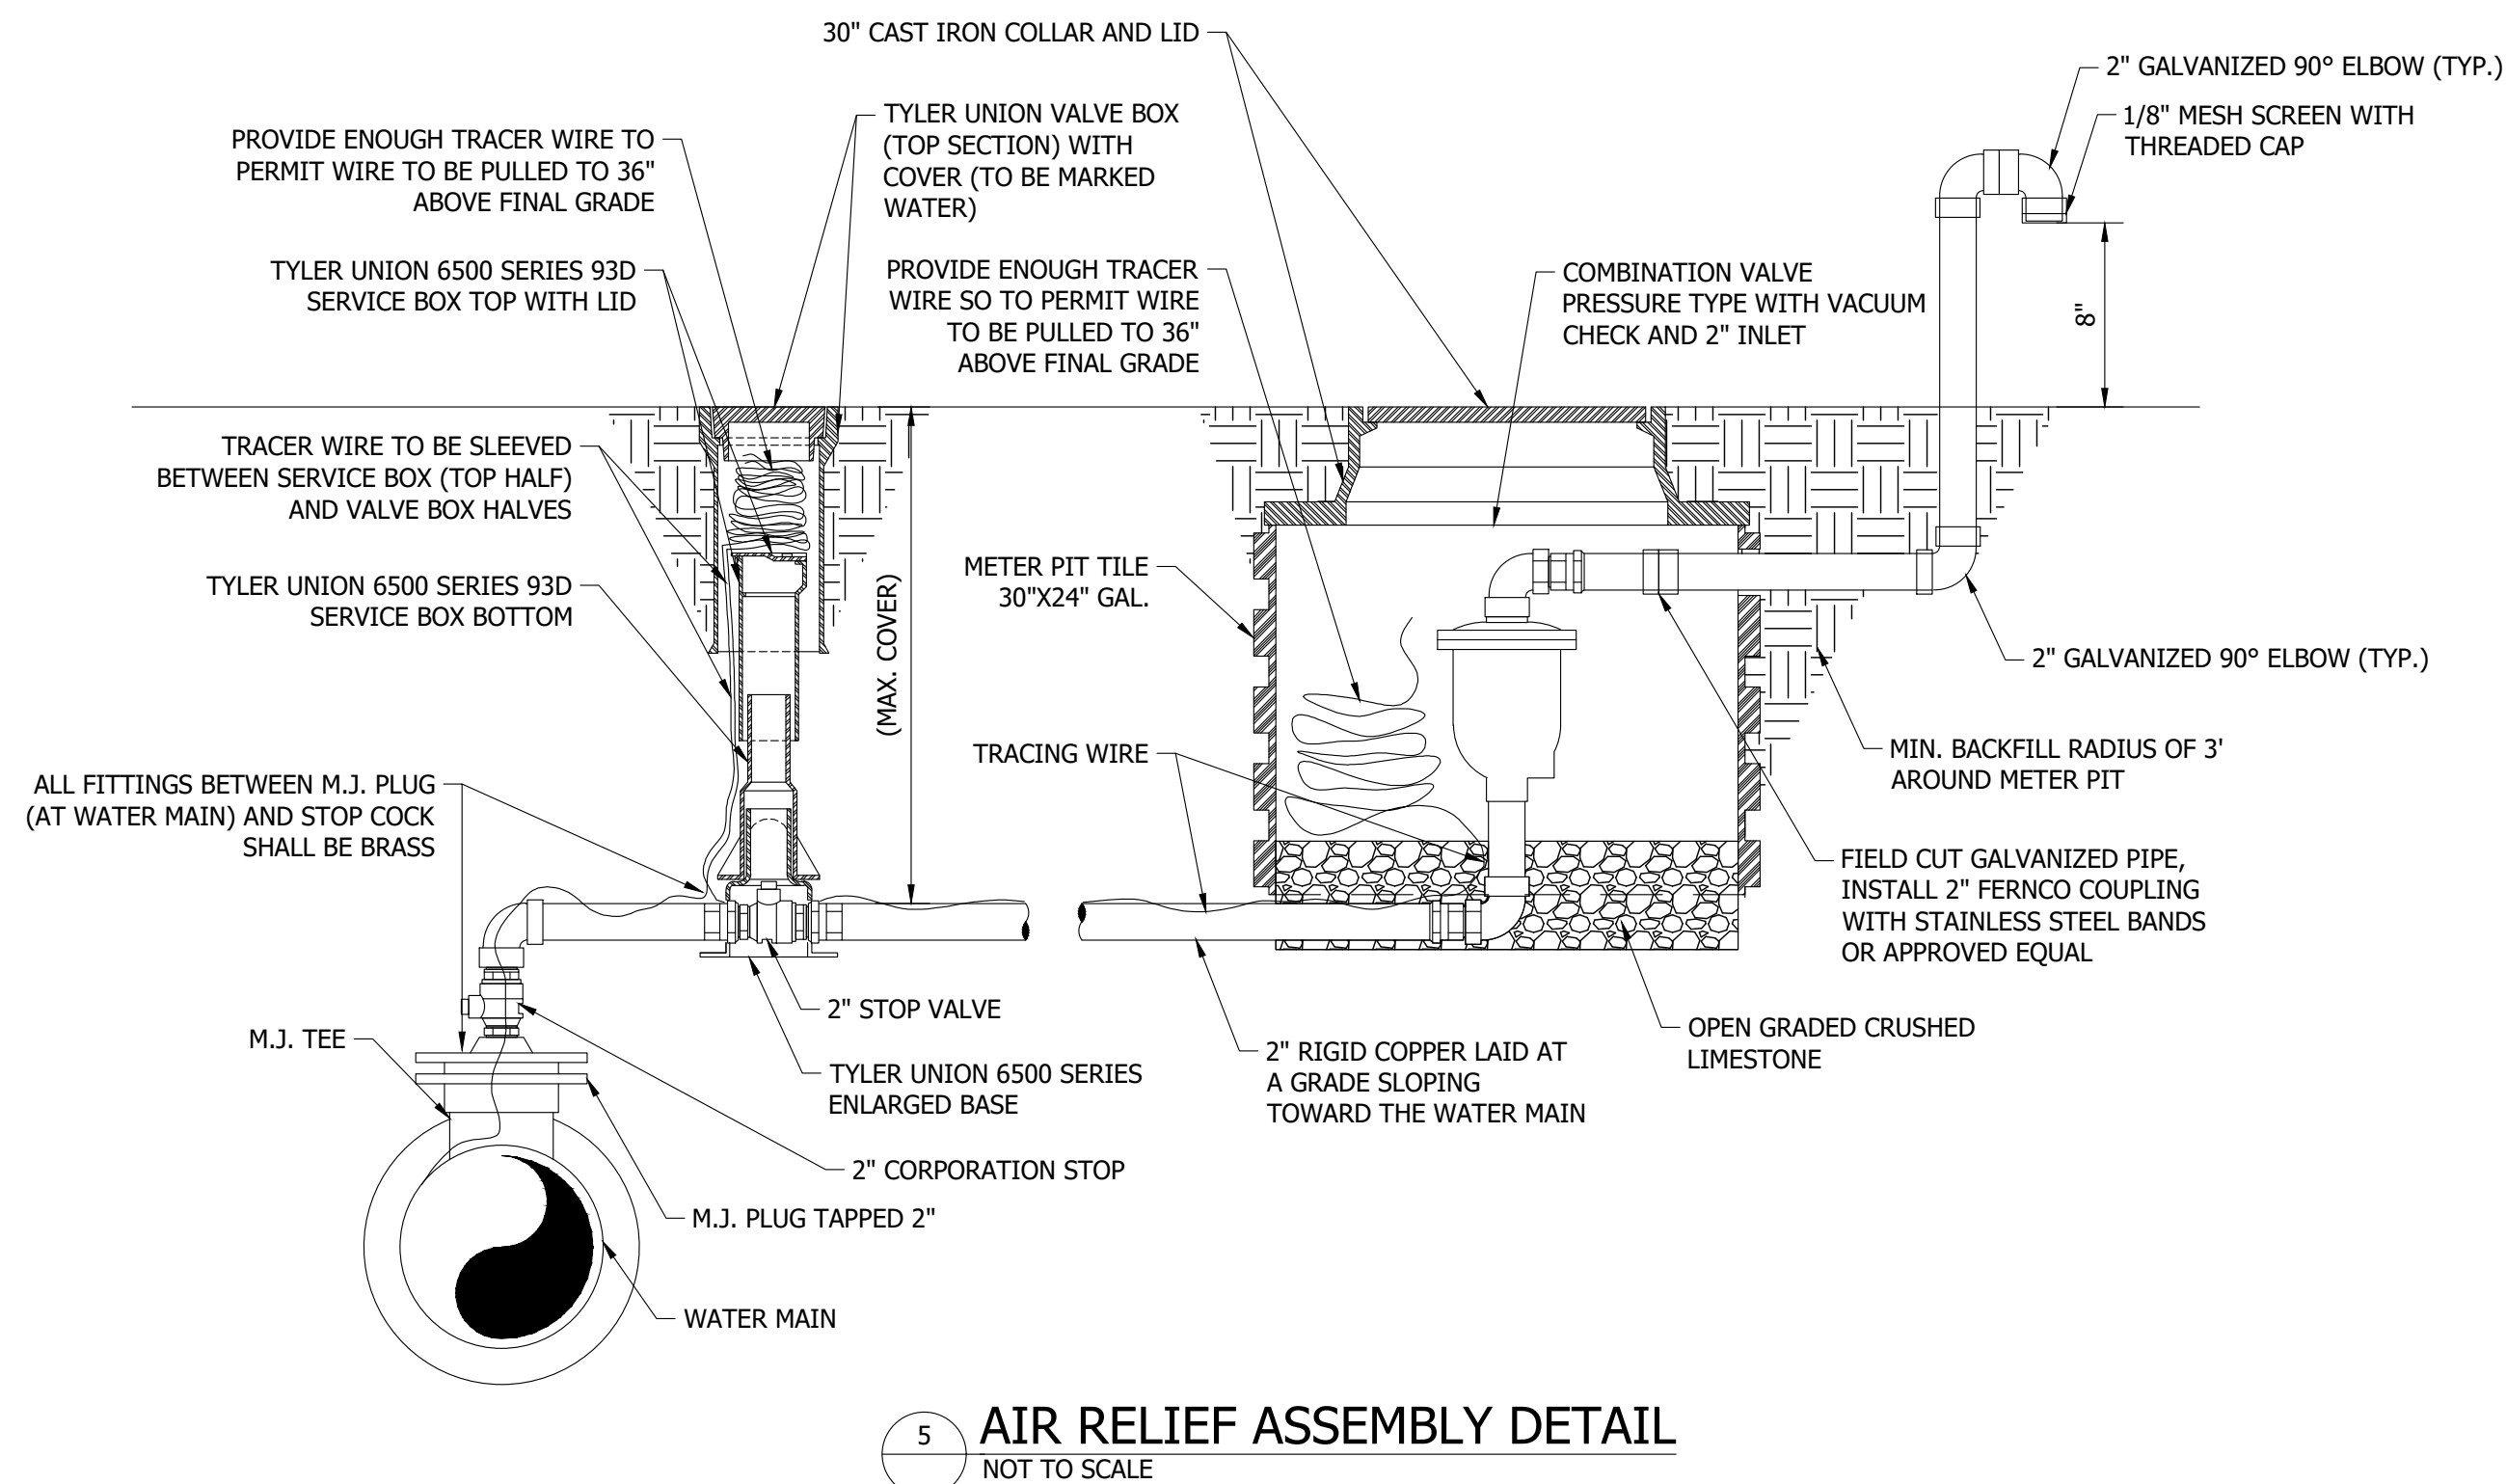 30" CAST IRON COLLAR AND LID
2" GALVANIZED 90° ELBOW (TYP.)
1/8" MESH SCREEN WITH
THREADED CAP
TYLER UNION VALVE BOX
(TOP SECTION) WITH
COVER (TO BE MARKED
WATER)
PROVIDE ENOUGH TRACER WIRE TO
PERMIT WIRE TO BE PULLED TO 36"
ABOVE FINAL GRADE
TYLER UNION 6500 SERIES 93D
SERVICE BOX TOP WITH LID
PROVIDE ENOUGH TRACER
WIRE SO TO PERMIT WIRE
TO BE PULLED TO 36"
ABOVE FINAL GRADE
COMBINATION VALVE
PRESSURE TYPE WITH VACUUM
CHECK AND 2" INLET
8"
TRACER WIRE TO BE SLEEVED
BETWEEN SERVICE BOX (TOP HALF)
AND VALVE BOX HALVES
TYLER UNION 6500 SERIES 93D
SERVICE BOX BOTTOM
(MAX. COVER)
METER PIT TILE
30"X24" GAL.
2" GALVANIZED 90° ELBOW (TYP.)
TRACING WIRE
MIN. BACKFILL RADIUS OF 3'
AROUND METER PIT
ALL FITTINGS BETWEEN M.J. PLUG
(AT WATER MAIN) AND STOP COCK
SHALL BE BRASS
FIELD CUT GALVANIZED PIPE,
INSTALL 2" FERNCO COUPLING
WITH STAINLESS STEEL BANDS
OR APPROVED EQUAL
2" STOP VALVE
M.J. TEE
OPEN GRADED CRUSHED
LIMESTONE
2" RIGID COPPER LAID AT
A GRADE SLOPING
TOWARD THE WATER MAIN
TYLER UNION 6500 SERIES
ENLARGED BASE
2" CORPORATION STOP
M.J. PLUG TAPPED 2"
WATER MAIN
5
AIR RELIEF ASSEMBLY DETAIL
NOT TO SCALE